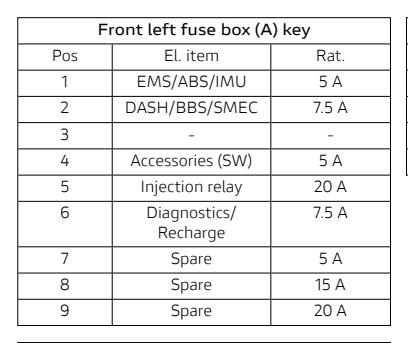 Front left fuse box (A) key
Pos El. item Rat.
1 EMS/ABS/IMU 5 A
2 DASH/BBS/SMEC 7.5 A
3 - -
4 Accessories (SW) 5 A
5 Injection relay 20 A
6 Diagnostics/ 7.5 A
Recharge
7 Spare 5 A
8 Spare 15 A
9 Spare 20 A